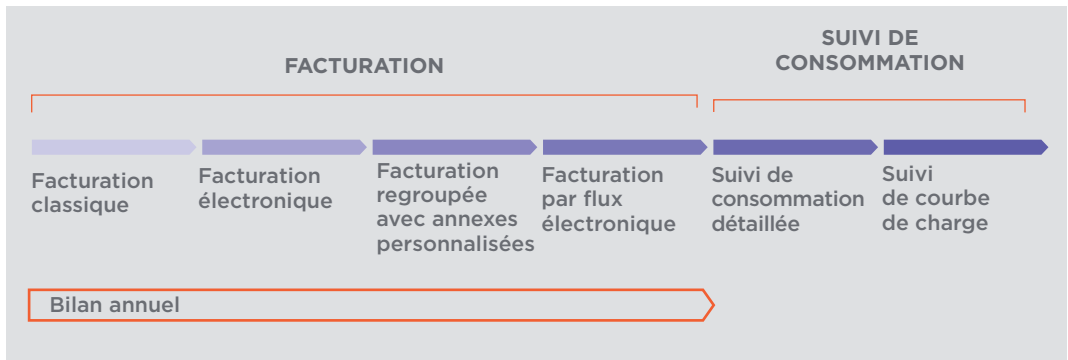 FACTURATION
SUIVI DE
CONSOMMATION
Facturation
classique
Facturation
électronique
Facturation
regroupée
avec annexes
personnalisées
Facturation
par flux
électronique
Suivi de
consommation
détaillée
Suivi
de courbe
de charge
Bilan annuel